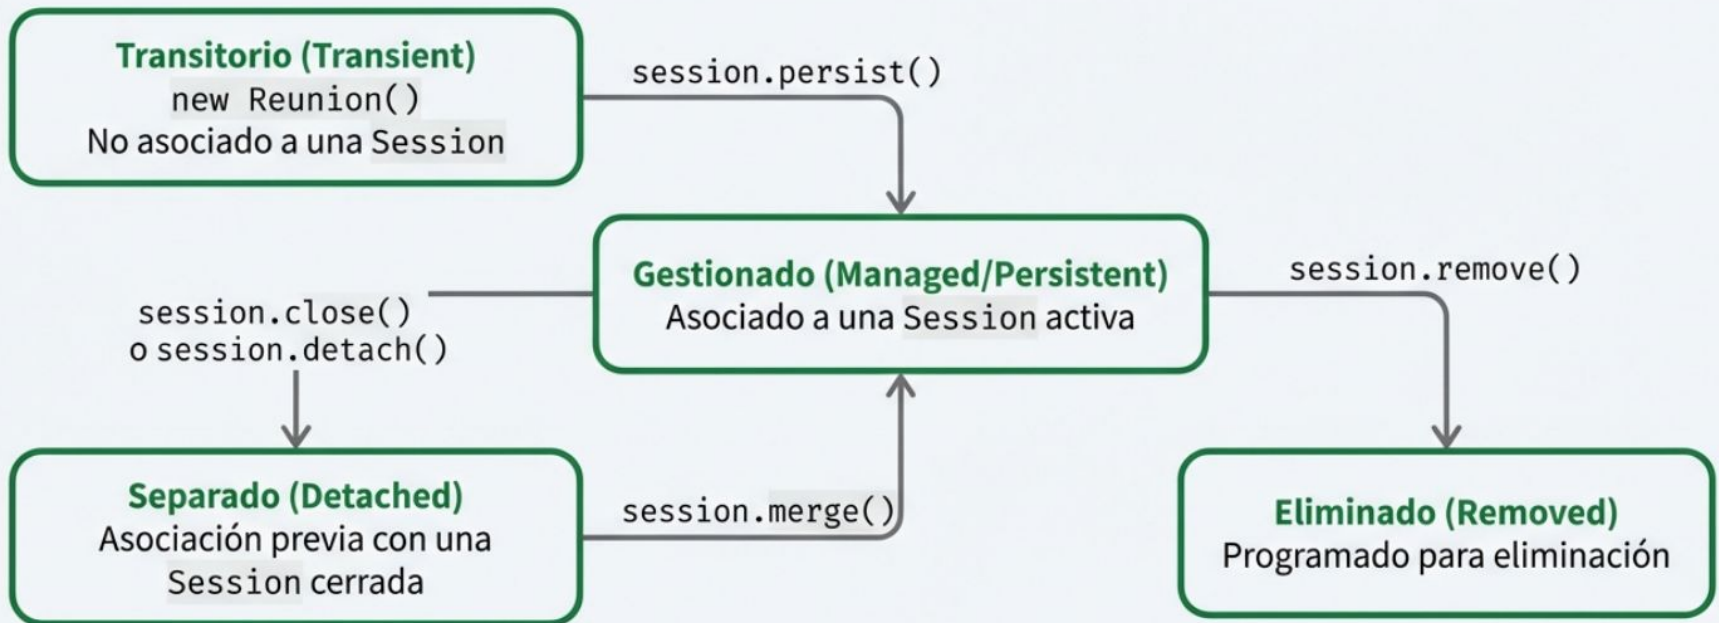 Transitorio (Transient)
new Reunion()
No asociado a una Session
session.persist()
Gestionado (Managed/Persistent)
Asociado a una Session activa
session.remove()
session.close()
o session.detach()
Separado (Detached)
Asociación previa con una
Session cerrada
session.merge()
Eliminado (Removed)
Programado para eliminación